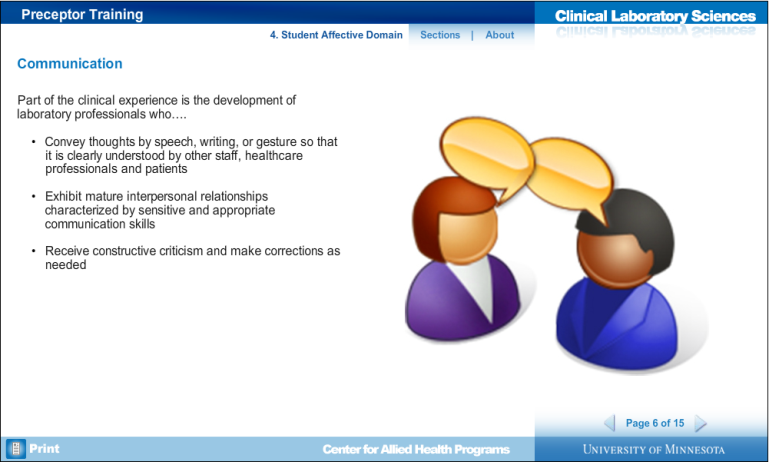 Preceptor Training
Clinical Laboratory Sciences
4. Student Affective Domain Sections | About
Communication
Part of the clinical experience is the development of
laboratory professionals who….
• Convey thoughts by speech, writing, or gesture so that
it is clearly understood by other staff, healthcare
professionals and patients
• Exhibit mature interpersonal relationships
characterized by sensitive and appropriate
communication skills
• Receive constructive criticism and make corrections as
needed
Page 6 of 15
Print
Center for Allied Health Programs
UNIVERSITY OF MINNESOTA